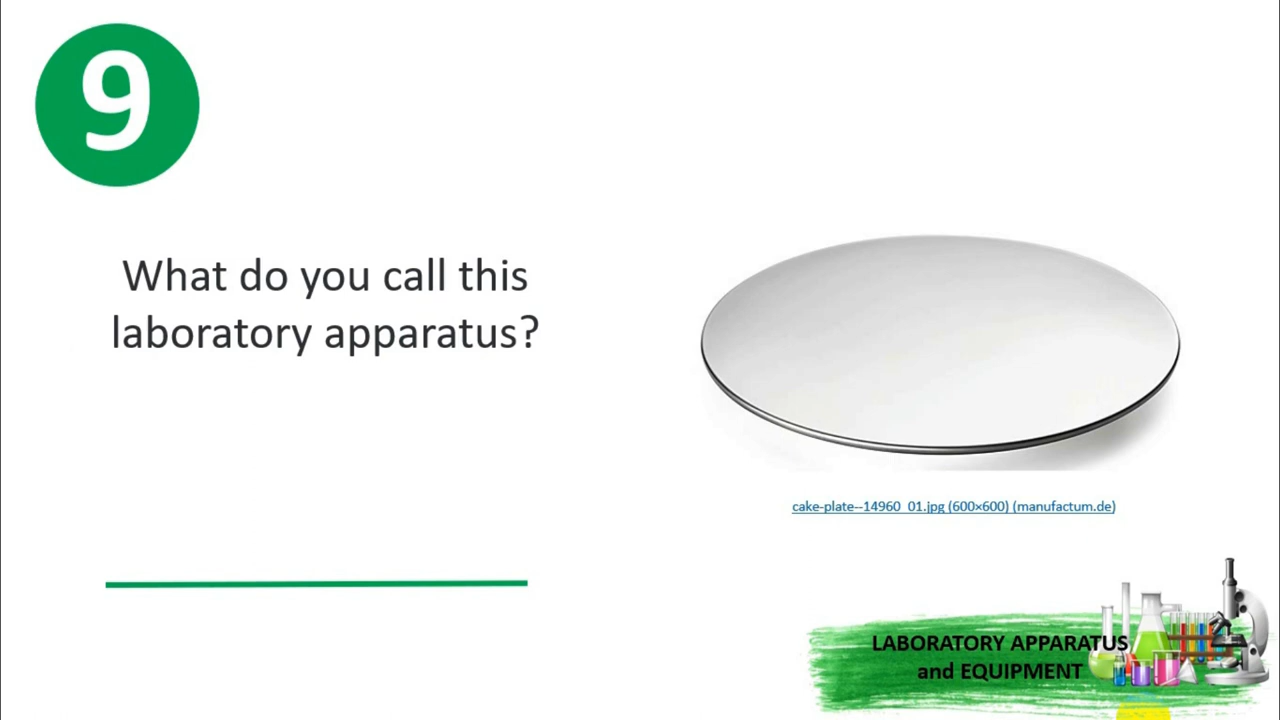 9
What do you call this
laboratory apparatus?
cake-plate--14960_01.jpg (600×600) (manufactum.de)
LABORATORY APPARATUS
and EQUIPMENT